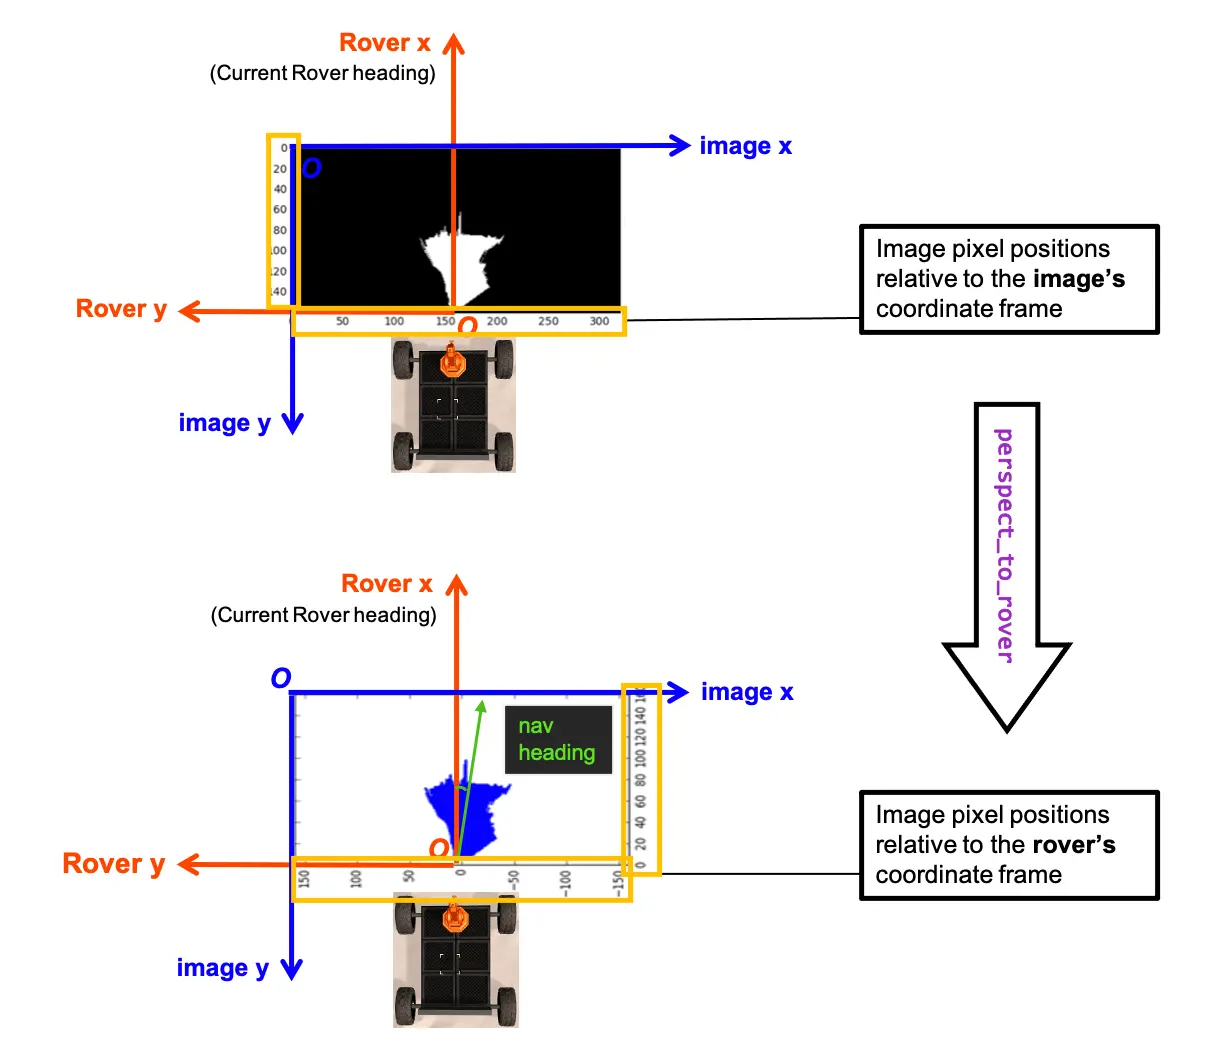 Rover x
(Current Rover heading)
image x
0
20
40
60
80
100
120
140
O
Rover y
50
100
150
200
250
300
O
image y
Image pixel positions
relative to the image's
coordinate frame
perspect_to_rover
Rover x
(Current Rover heading)
O
image x
nav
heading
160
140
120
100
80
60
40
20
0
O
Rover y
150
100
50
0
-50
-100
-150
image y
Image pixel positions
relative to the rover's
coordinate frame